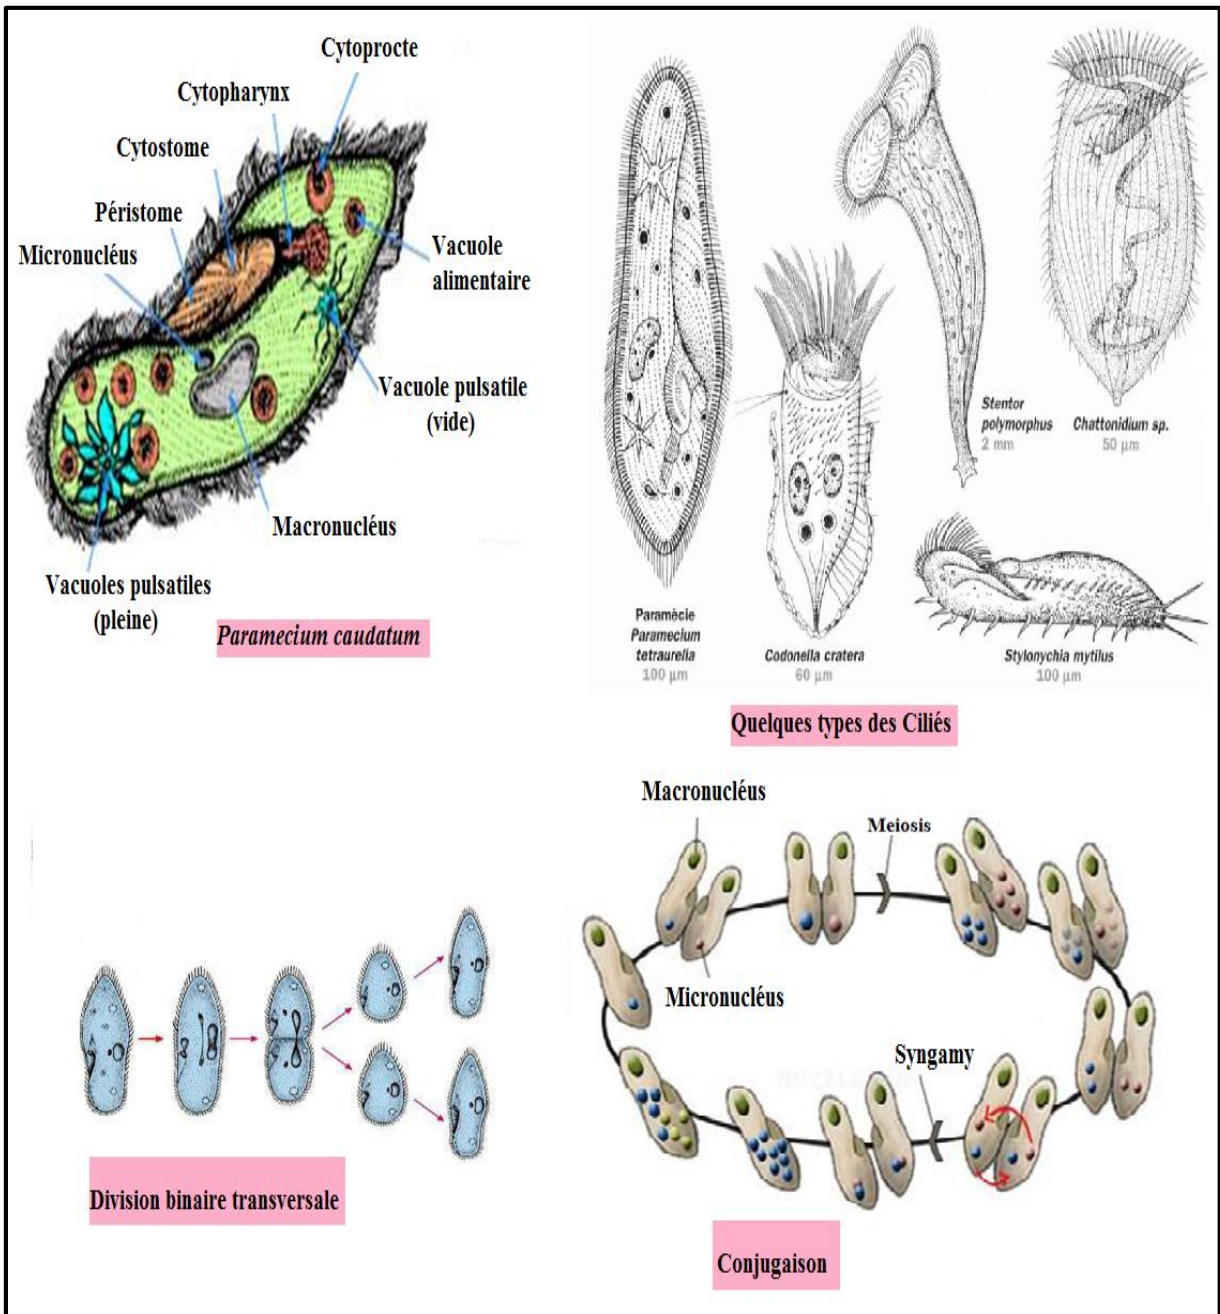 Cytoprocte
Cytopharynx
Cytostome
Péristome
Micronucléus
Vacuole
alimentaire
Vacuole pulsatile
(vide)
Macronucléus
Vacuoles pulsatiles
(pleine)
Paramecium caudatum
Stentor
polymorphus
2 mm
Chattonidium sp.
50 µm
Paramècie
Paramecium
tetraurelia
100 µm
Codonella cratera
60 µm
Stylonychia mytilus
100 µm
Quelques types des Ciliés
Division binaire transversale
Macronucléus
Meiosis
Micronucléus
Syngamy
Conjugaison